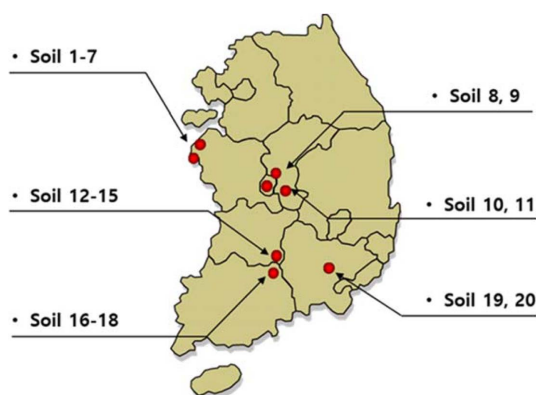 • Soil 1-7
• Soil 8, 9
• Soil 12-15
• Soil 10, 11
• Soil 16-18
• Soil 19, 20